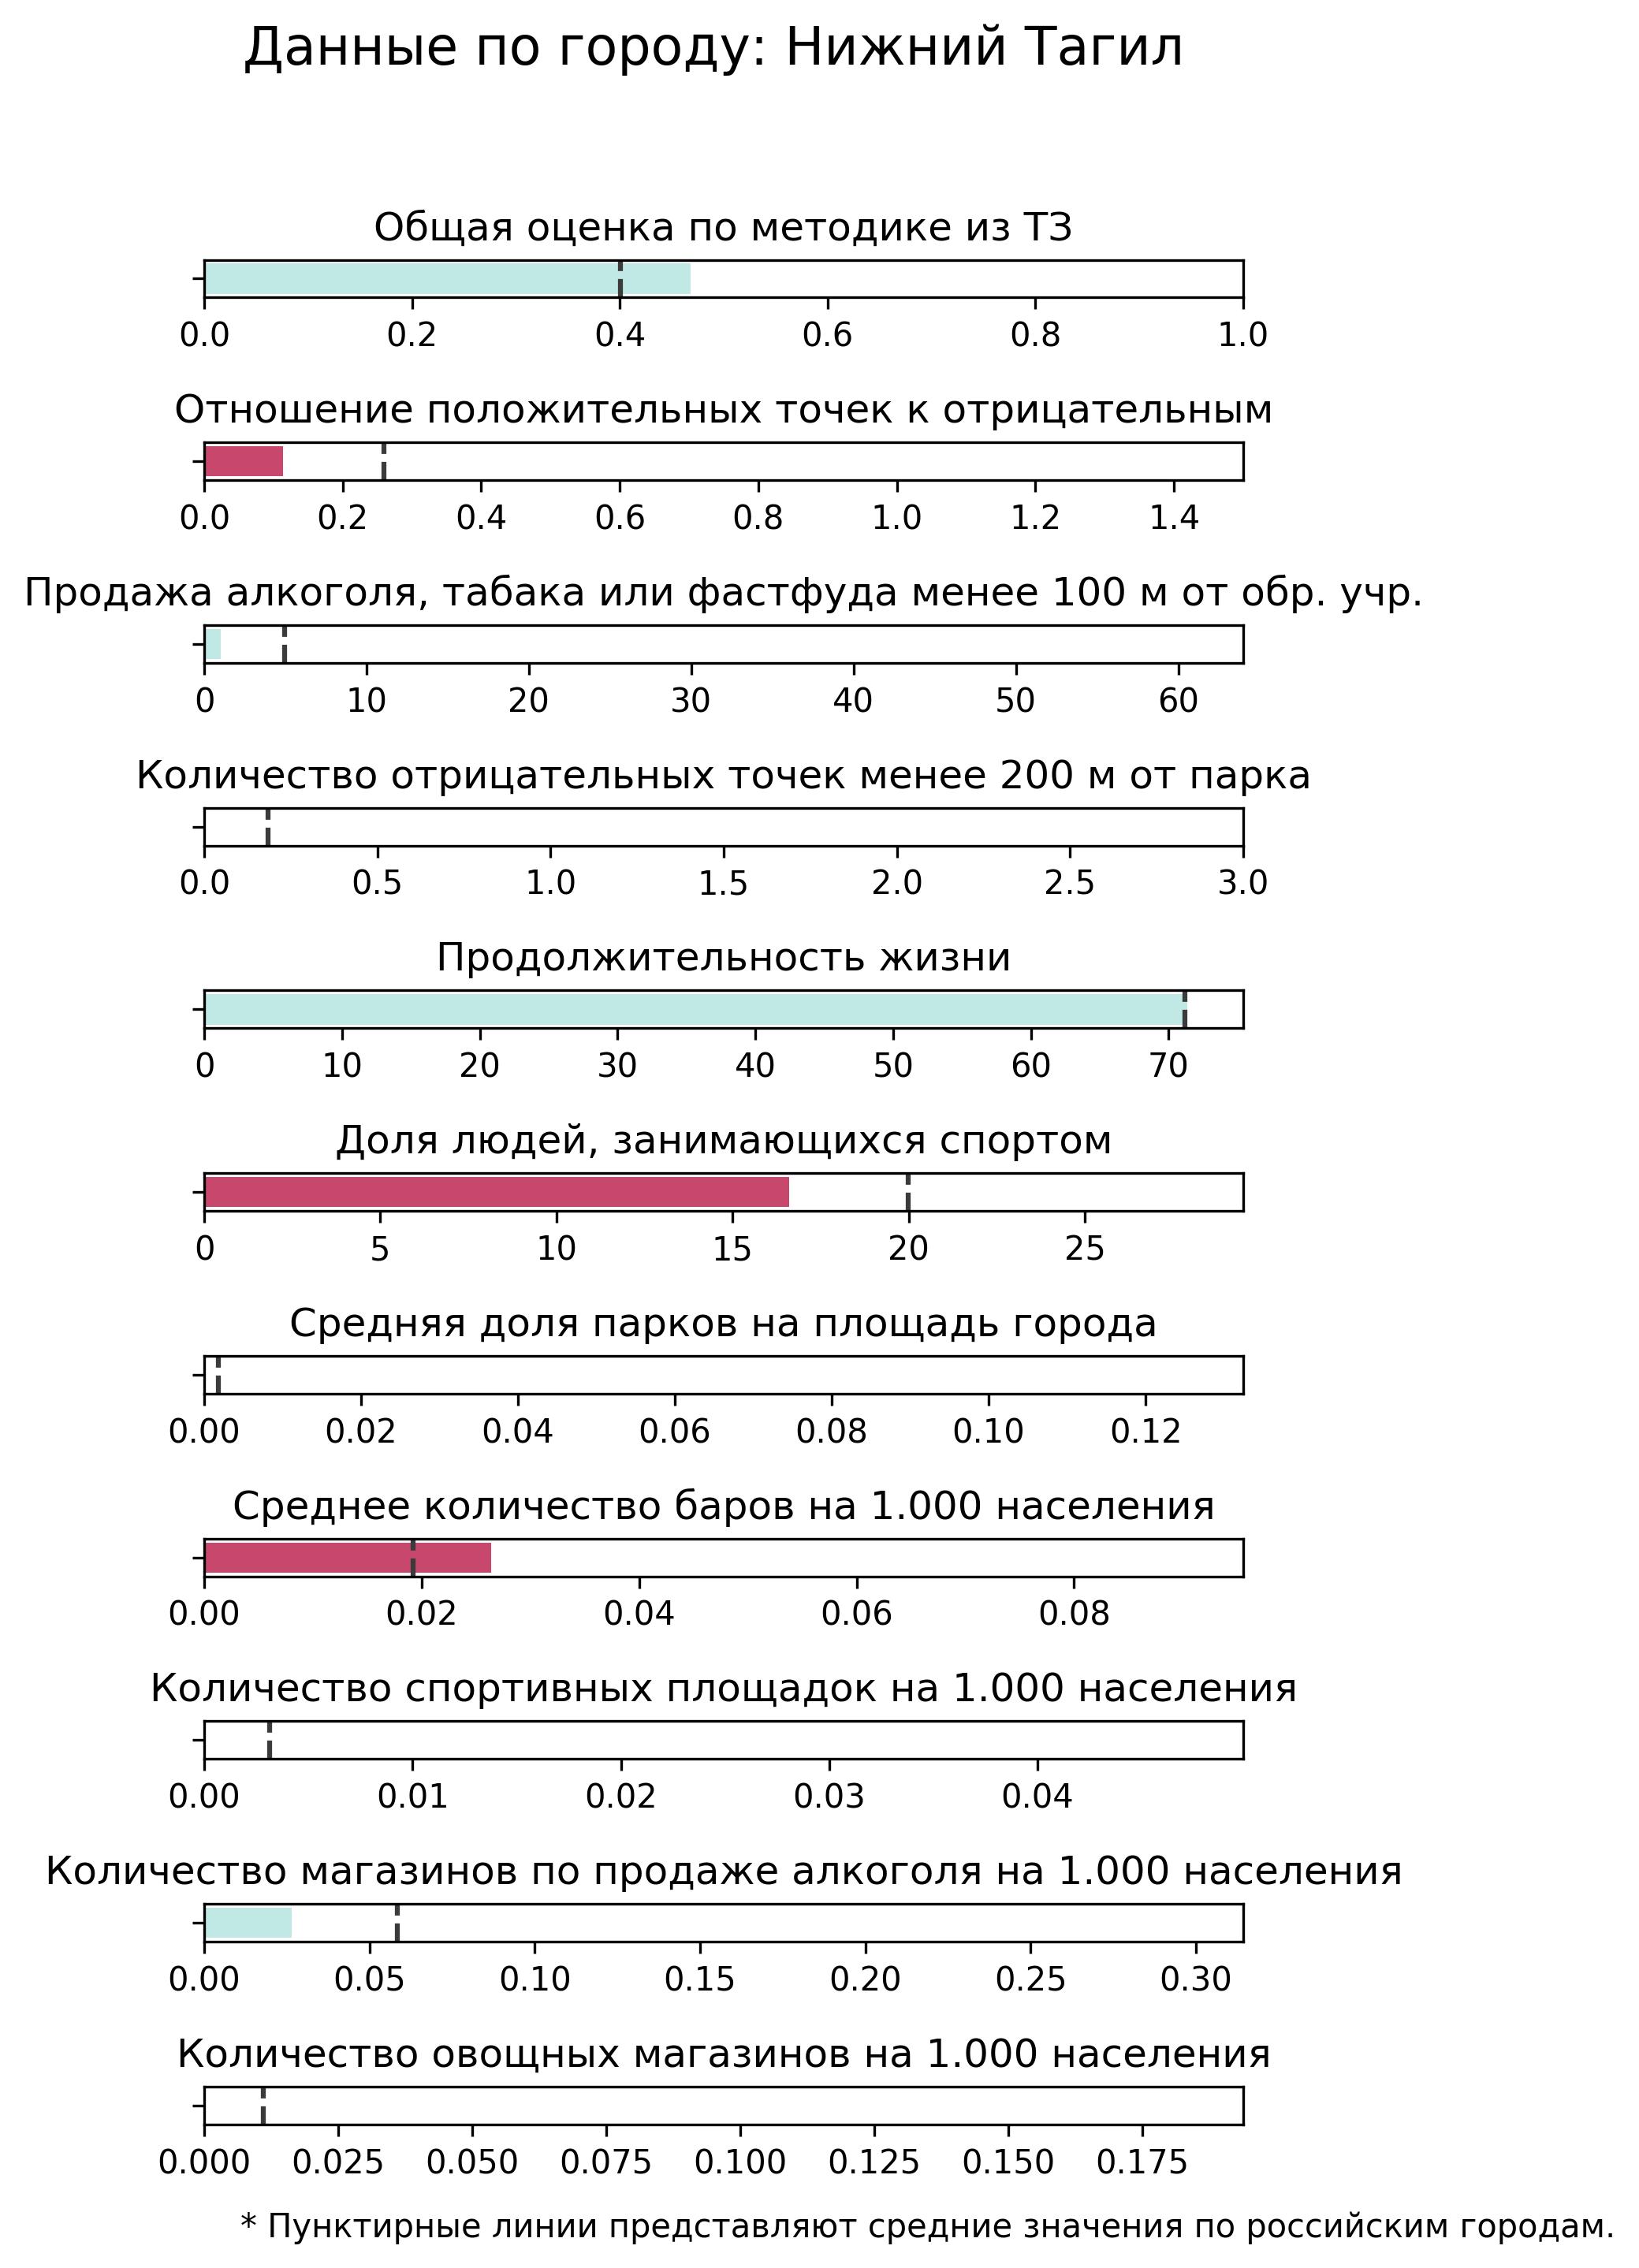 Данные по городу: Нижний Тагил
Общая оценка по методике из ТЗ
0.0 0.2 0.4 0.6 0.8 1.0
Отношение положительных точек к отрицательным
0.0 0.2 0.4 0.6 0.8 1.0 1.2 1.4
Продажа алкоголя, табака или фастфуда менее 100 м от обр. учр.
0 10 20 30 40 50 60
Количество отрицательных точек менее 200 м от парка
0.0 0.5 1.0 1.5 2.0 2.5 3.0
Продолжительность жизни
0 10 20 30 40 50 60 70
Доля людей, занимающихся спортом
0 5 10 15 20 25
Средняя доля парков на площадь города
0.00 0.02 0.04 0.06 0.08 0.10 0.12
Среднее количество баров на 1.000 населения
0.00 0.02 0.04 0.06 0.08
Количество спортивных площадок на 1.000 населения
0.00 0.01 0.02 0.03 0.04
Количество магазинов по продаже алкоголя на 1.000 населения
0.00 0.05 0.10 0.15 0.20 0.25 0.30
Количество овощных магазинов на 1.000 населения
0.000 0.025 0.050 0.075 0.100 0.125 0.150 0.175
* Пунктирные линии представляют средние значения по российским городам.